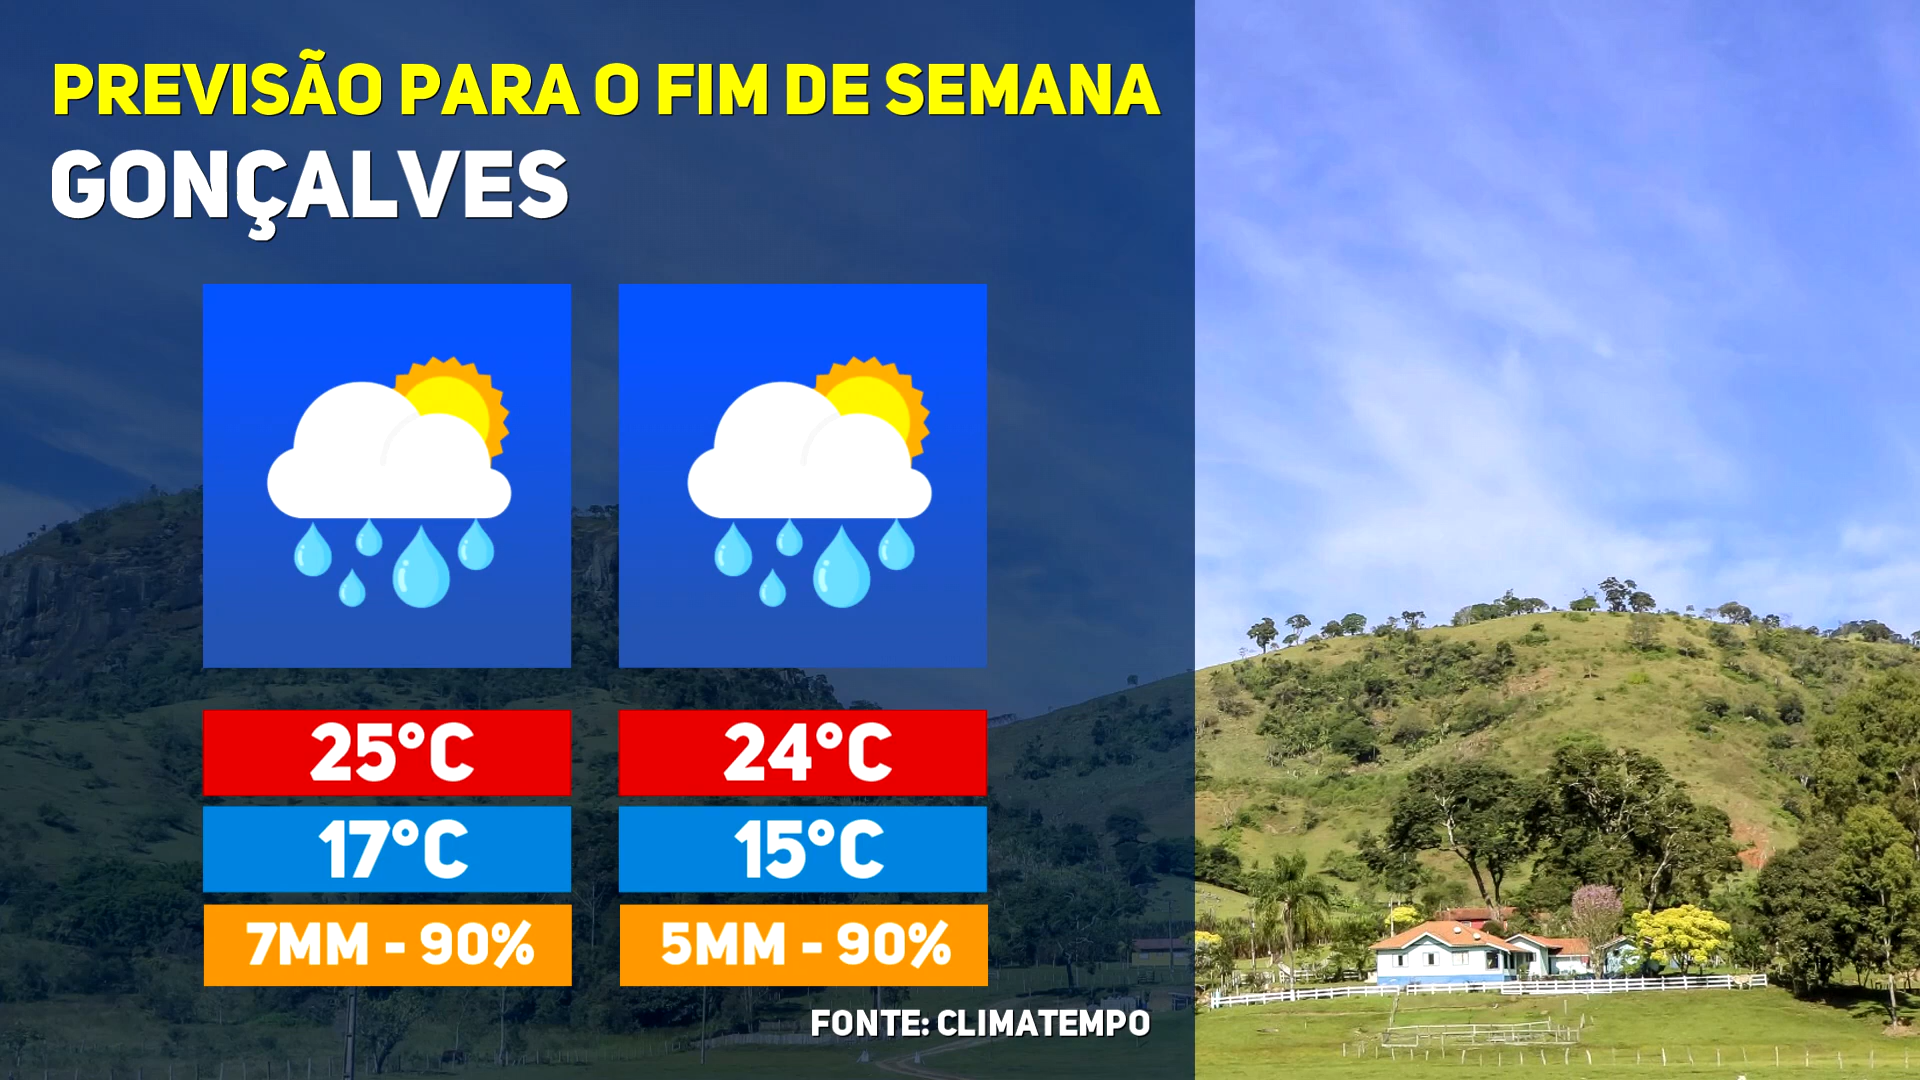 PREVISÃO PARA O FIM DE SEMANA
GONÇALVES
25°C
24°C
17°C
15°C
7MM - 90%
5MM - 90%
FONTE: CLIMATEMPO